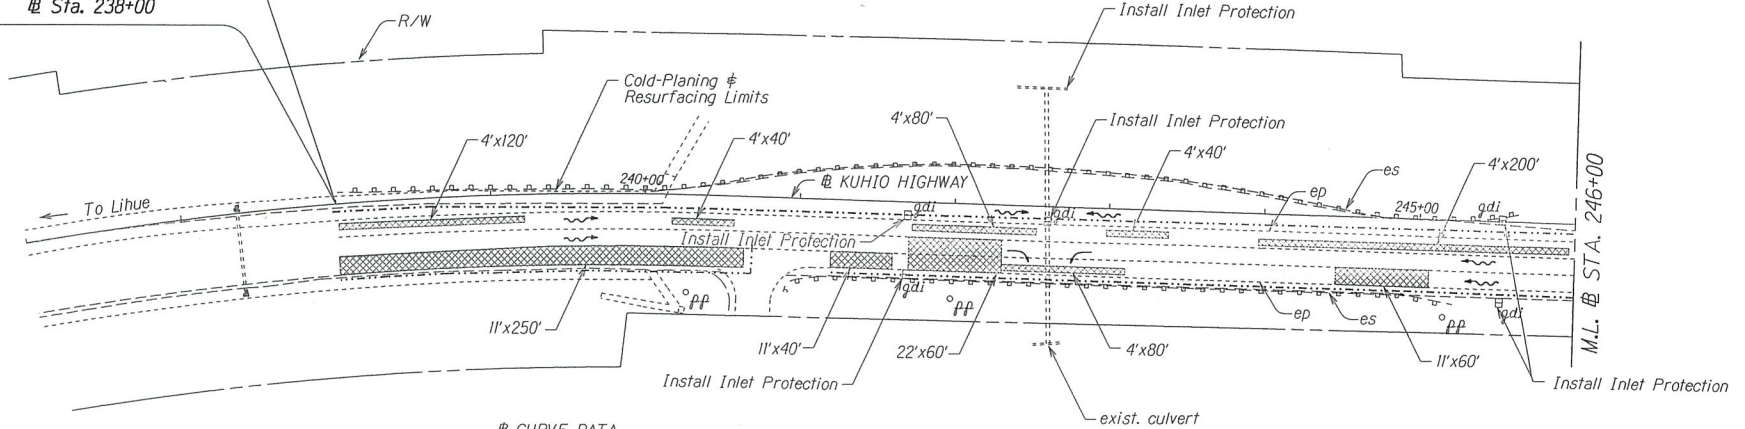 ℄ Sta. 238+00
R/W
Install Inlet Protection
Cold-Planing &
Resurfacing Limits
4'x120'
4'x40'
4'x80'
Install Inlet Protection
4'x40'
es
4'x200'
240+00
℄ KUHIO HIGHWAY
ep
245+00
gdi
To Lihue
gdi
gdi
Install Inlet Protection
M.L. ℄ STA. 246+00
gdi
pp
pp
ep
es
pp
gdi
11'x250'
11'x40'
22'x60'
4'x80'
11'x60'
Install Inlet Protection
Install Inlet Protection
exist. culvert
℄ CURVE DATA